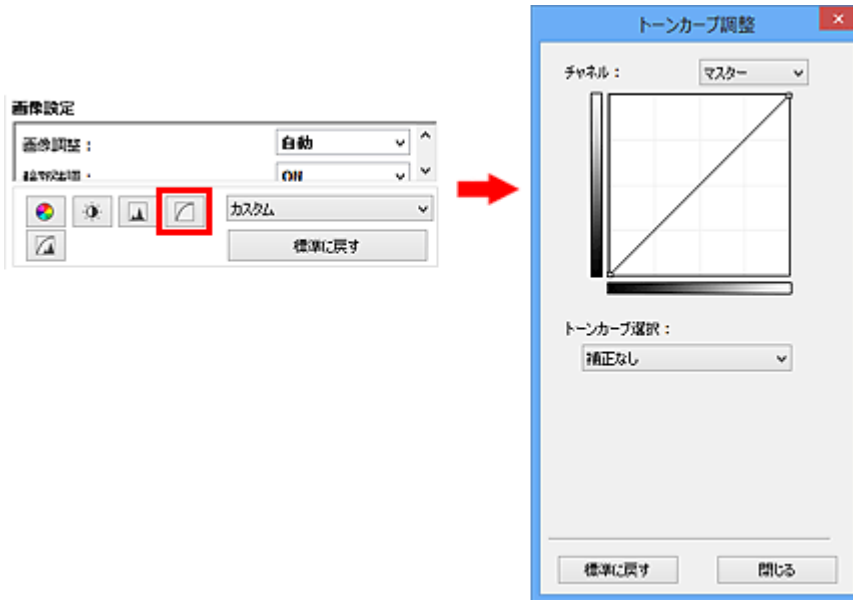 画像設定
画像調整： 自動
ON
カスタム
標準に戻す
トーンカーブ調整
チャネル： マスター
トーンカーブ選択：
補正なし
標準に戻す 閉じる